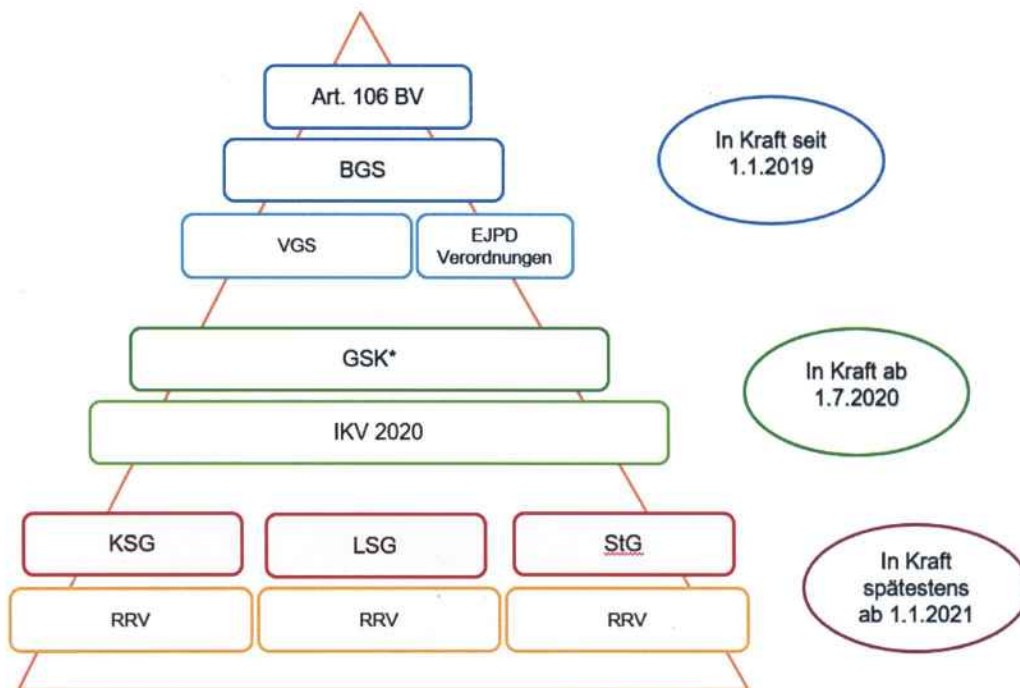 Art. 106 BV
BGS
In Kraft seit
1.1.2019
VGS
EJPD
Verordnungen
GSK*
In Kraft ab
1.7.2020
IKV 2020
KSG
LSG
StG
In Kraft
spätestens
ab 1.1.2021
RRV
RRV
RRV